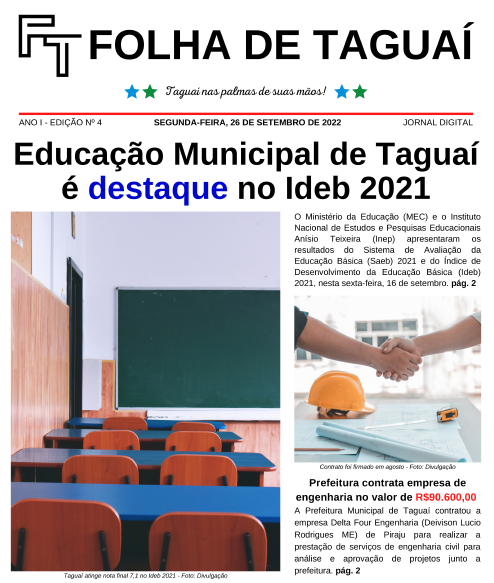 FT FOLHA DE TAGUAÍ
Taguaí nas palmas de suas mãos!
ANO I - EDIÇÃO Nº 4 SEGUNDA-FEIRA, 26 DE SETEMBRO DE 2022 JORNAL DIGITAL
Educação Municipal de Taguaí
é destaque no Ideb 2021
O Ministério da Educação (MEC) e o Instituto
Nacional de Estudos e Pesquisas Educacionais
Anísio Teixeira (Inep) apresentaram os
resultados do Sistema de Avaliação da
Educação Básica (Saeb) 2021 e do Índice de
Desenvolvimento da Educação Básica (Ideb)
2021, nesta sexta-feira, 16 de setembro. pág. 2
Contrato foi firmado em agosto - Foto: Divulgação
Prefeitura contrata empresa de
engenharia no valor de R$90.600,00
A Prefeitura Municipal de Taguaí contratou a
empresa Delta Four Engenharia (Deivison Lucio
Rodrigues ME) de Piraju para realizar a
prestação de serviços de engenharia civil para
análise e aprovação de projetos junto a
prefeitura. pág. 2
Taguaí atinge nota final 7,1 no Ideb 2021 - Foto: Divulgação